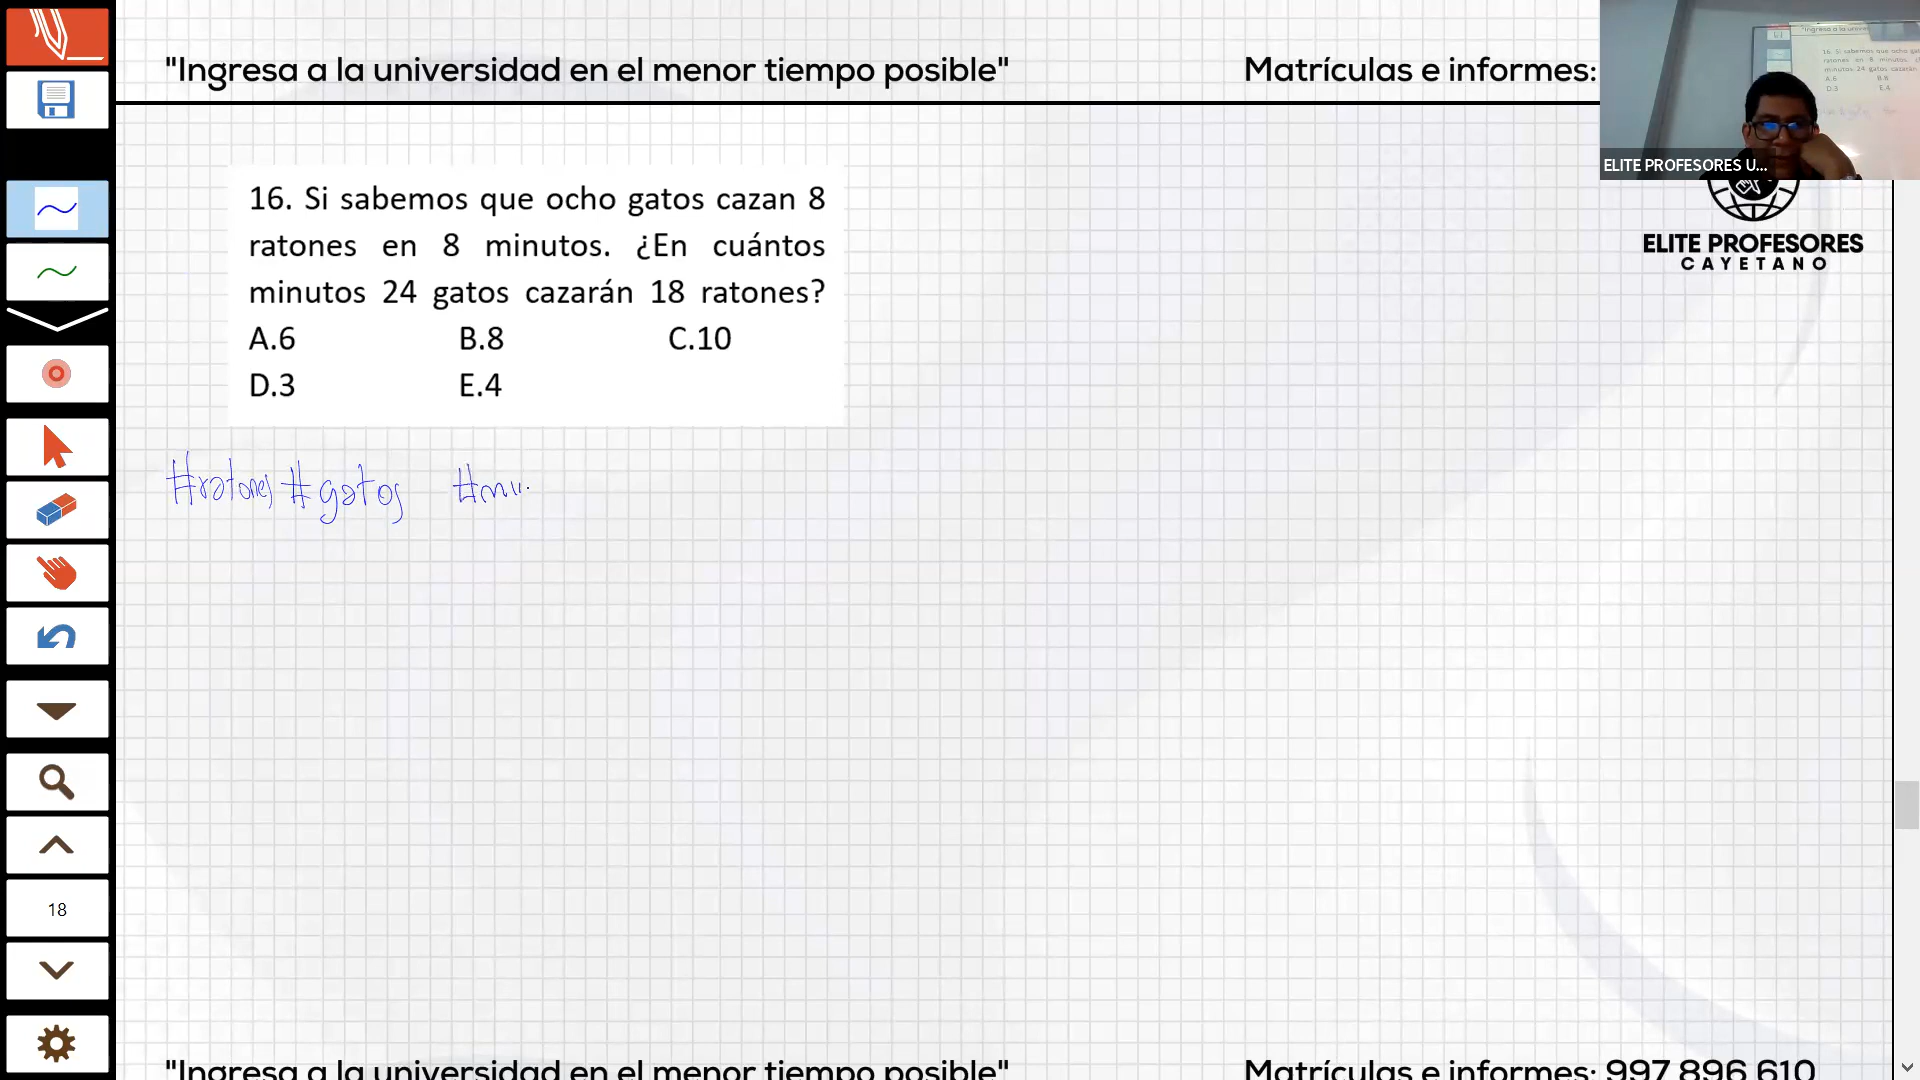 "Ingresa a la universidad en el menor tiempo posible" Matrículas e informes:
ELITE PROFESORES U...
ELITE PROFESORES
CAYETANO
16. Si sabemos que ocho gatos cazan 8
ratones en 8 minutos. ¿En cuántos
minutos 24 gatos cazarán 18 ratones?
A.6 B.8 C.10
D.3 E.4
#ratones #gatos
18
"Ingresa a la universidad en el menor tiempo posible" Matrículas e informes: 997 896 610